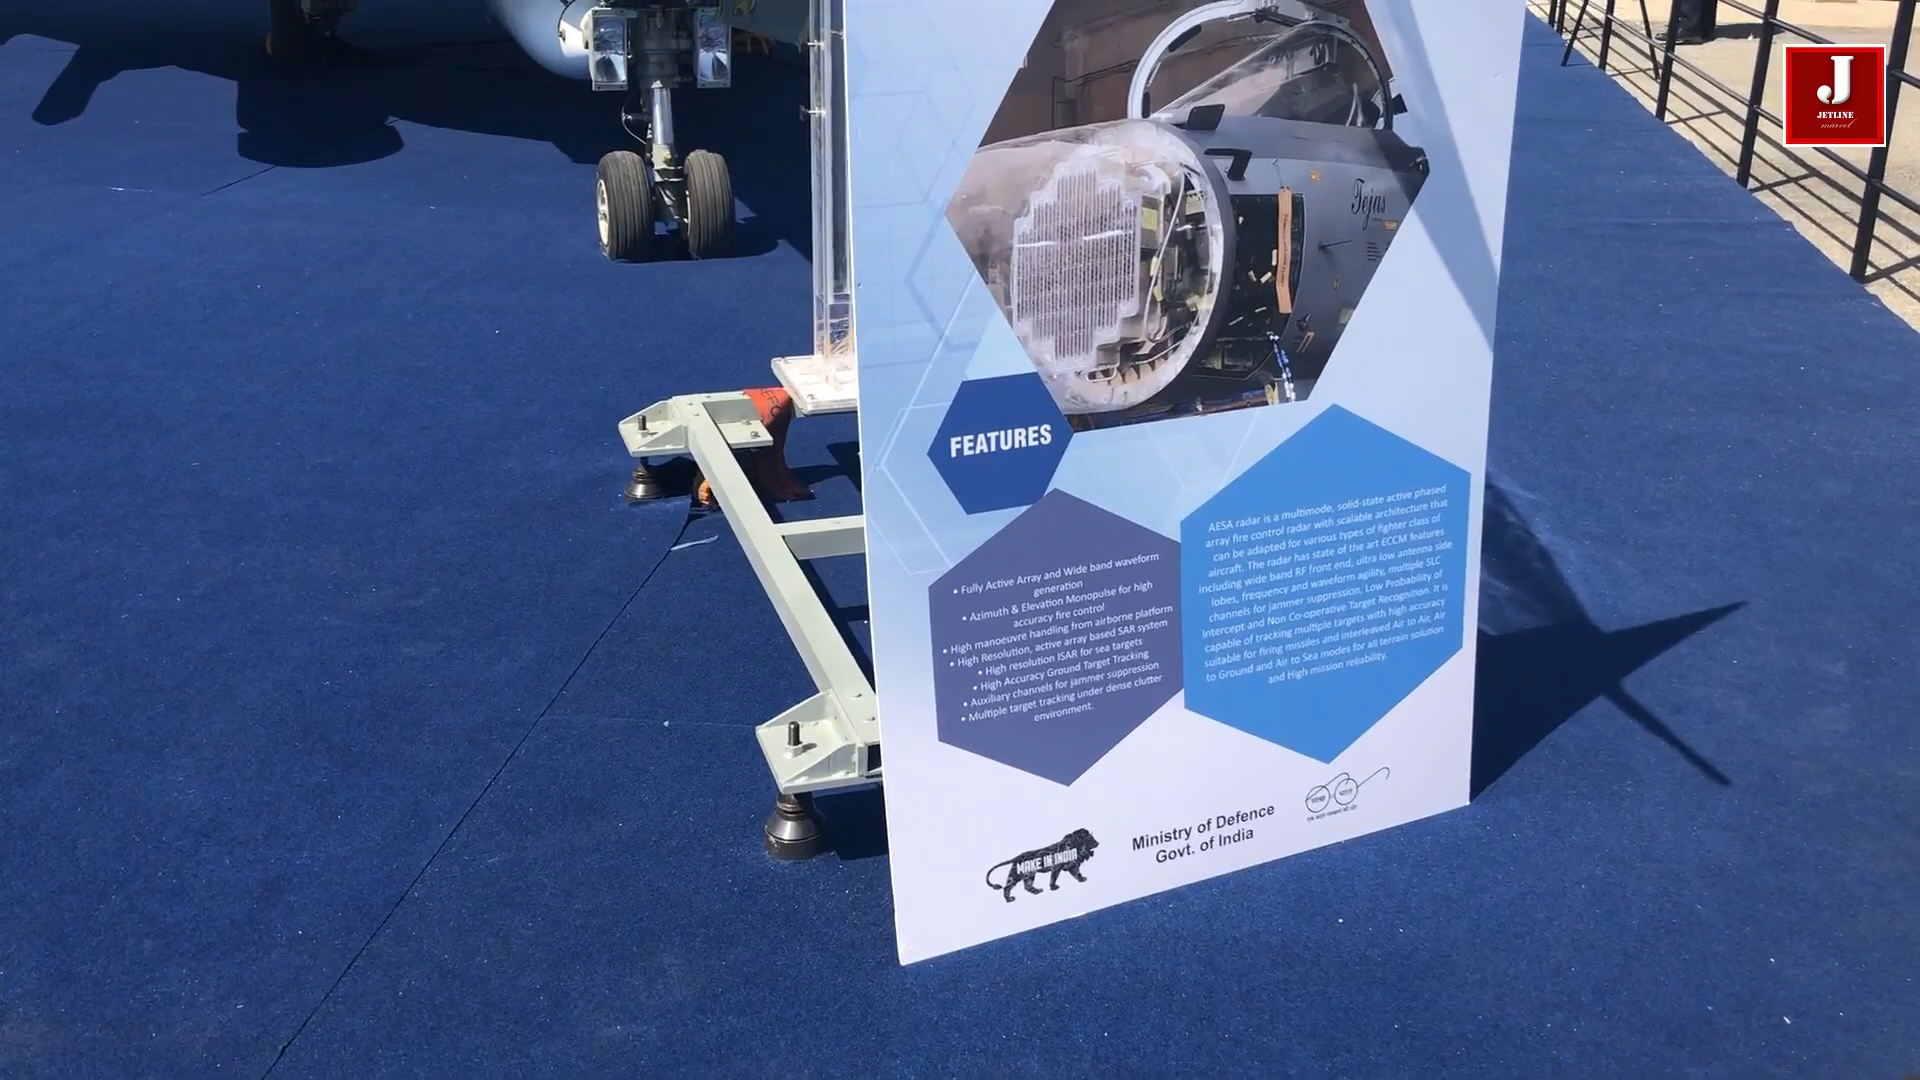 J
JETLINE
marvel
Tejas
FEATURES
• Fully Active Array and Wide band waveform
generation
• Azimuth & Elevation Monopulse for high
accuracy fire control
• High manoeuvre handling from airborne platform
• High Resolution, active array based SAR system
• High resolution ISAR for sea targets
• High Accuracy Ground Target Tracking
• Auxiliary channels for jammer suppression
• Multiple target tracking under dense clutter
environment.
AESA radar is a multimode, solid-state active phased
array fire control radar with scalable architecture that
can be adapted for various types of fighter class of
aircraft. The radar has state of the art ECCM features
including wide band RF front end, ultra low antenna side
lobes, frequency and waveform agility, multiple SLC
channels for jammer suppression, Low Probability of
Intercept and Non Co-operative Target Recognition. It is
capable of tracking multiple targets with high accuracy
suitable for firing missiles and interleaved Air to Air, Air
to Ground and Air to Sea modes for all terrain solution
and High mission reliability.
MAKE IN INDIA
Ministry of Defence
Govt. of India